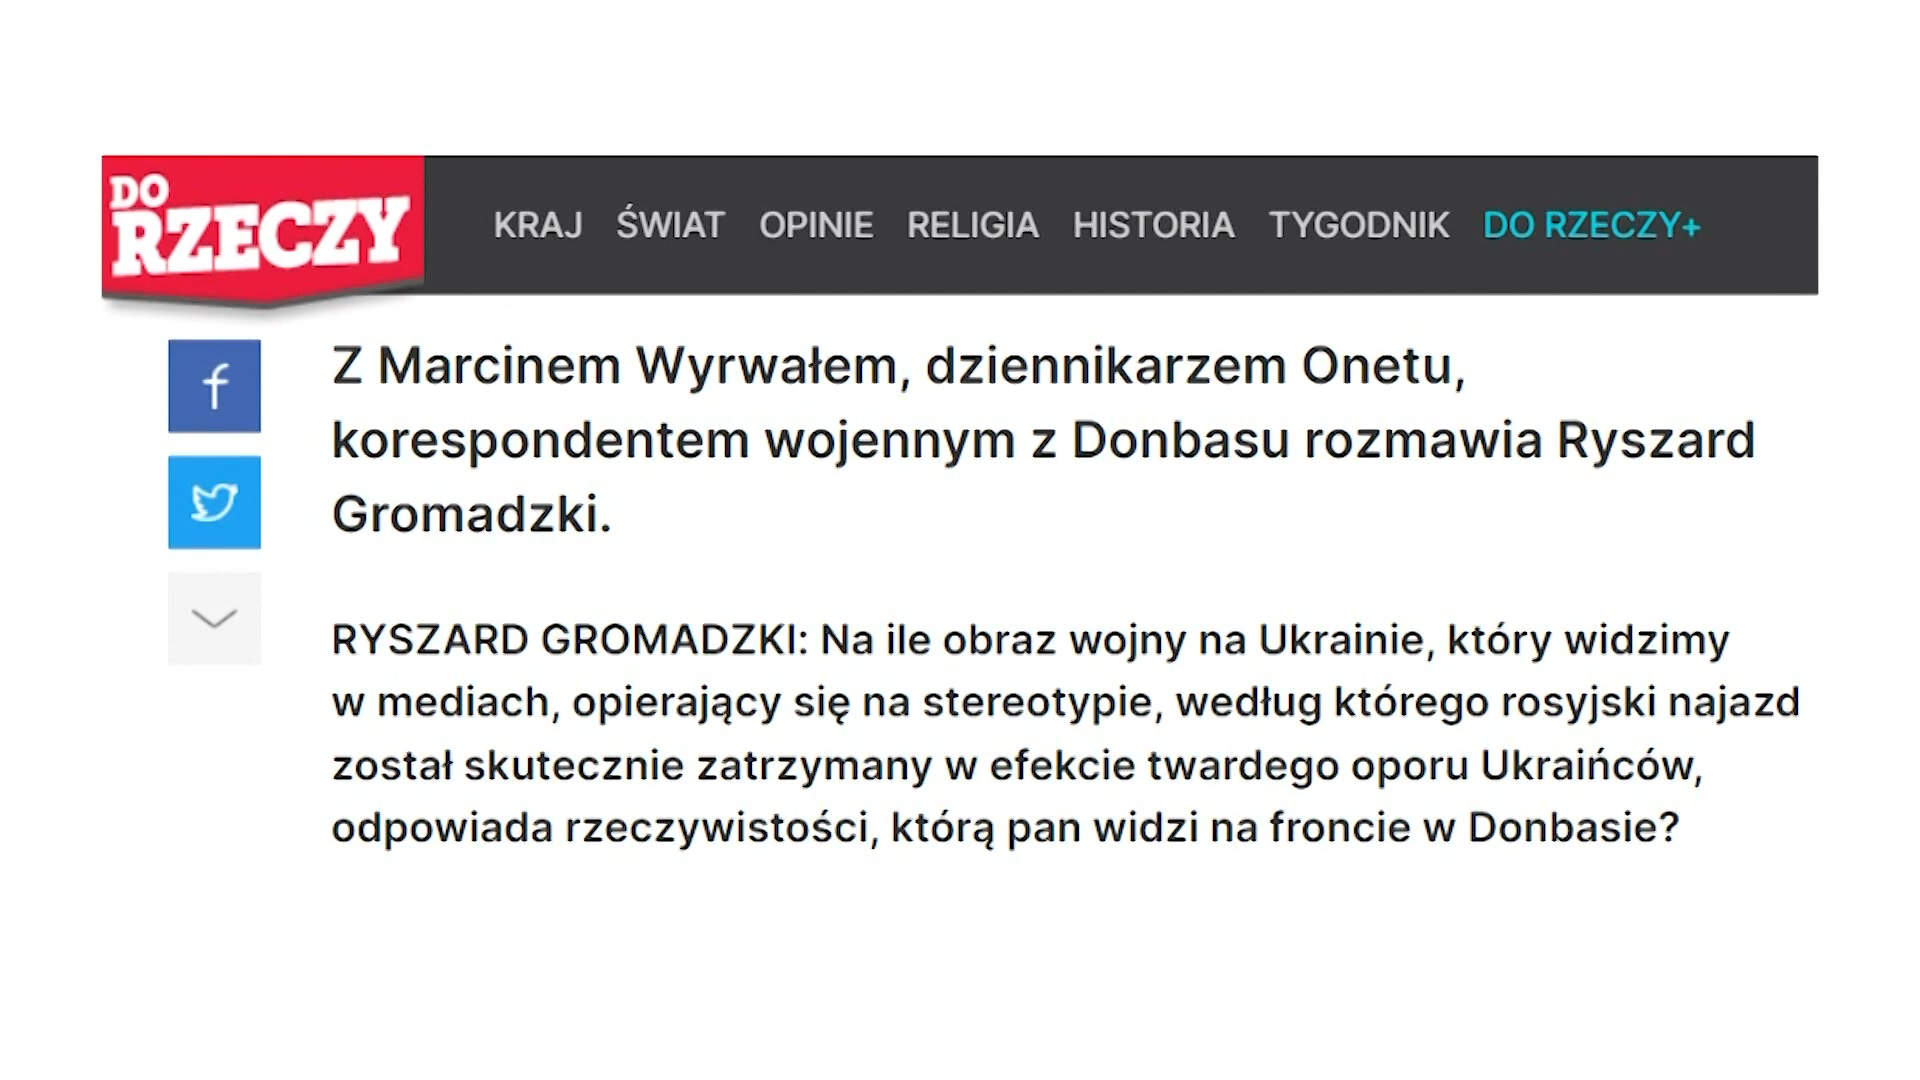 DO
RZECZY
KRAJ ŚWIAT OPINIE RELIGIA HISTORIA TYGODNIK DO RZECZY+
Z Marcinem Wyrwałem, dziennikarzem Onetu,
korespondentem wojennym z Donbasu rozmawia Ryszard
Gromadzki.
RYSZARD GROMADZKI: Na ile obraz wojny na Ukrainie, który widzimy
w mediach, opierający się na stereotypie, według którego rosyjski najazd
został skutecznie zatrzymany w efekcie twardego oporu Ukraińców,
odpowiada rzeczywistości, którą pan widzi na froncie w Donbasie?